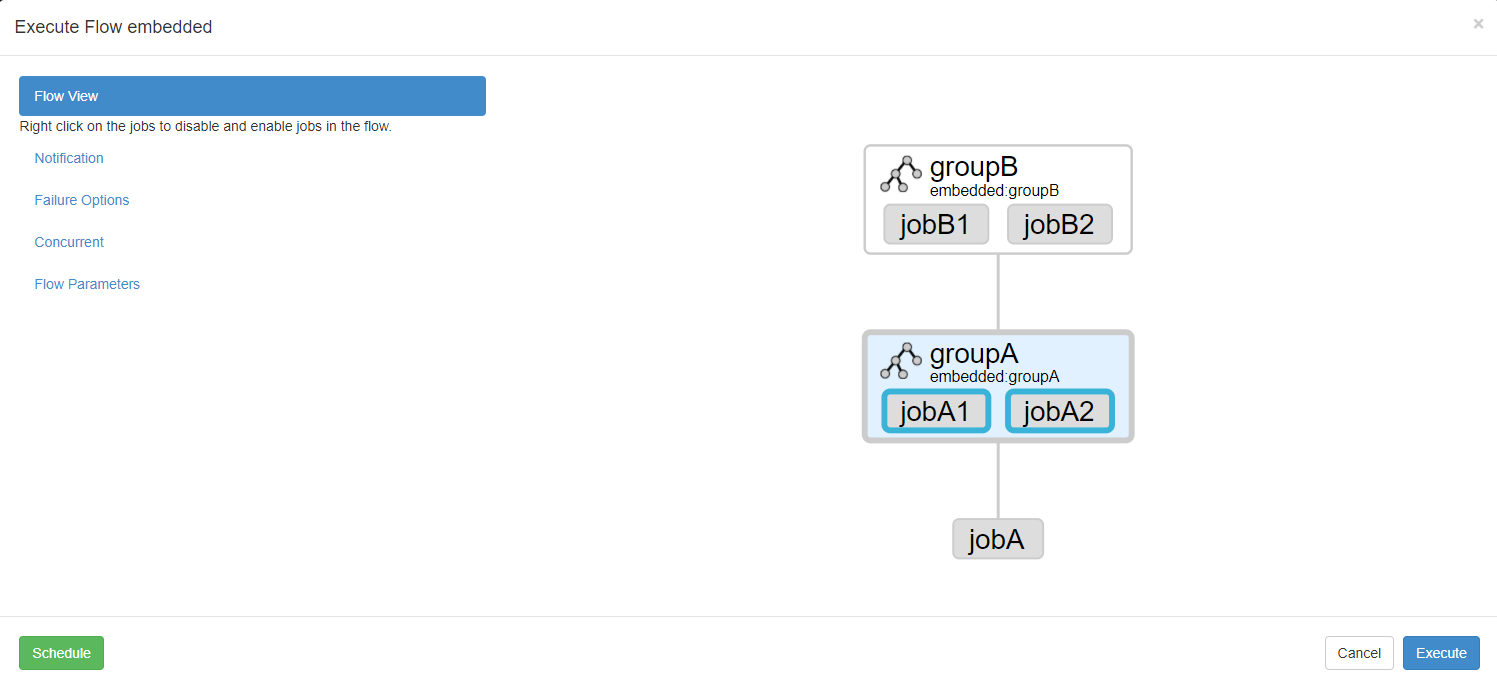 Execute Flow embedded
×
Flow View
Right click on the jobs to disable and enable jobs in the flow.
Notification
Failure Options
Concurrent
Flow Parameters
groupB
embedded:groupB
jobB1 jobB2
groupA
embedded:groupA
jobA1 jobA2
jobA
Schedule
Cancel Execute